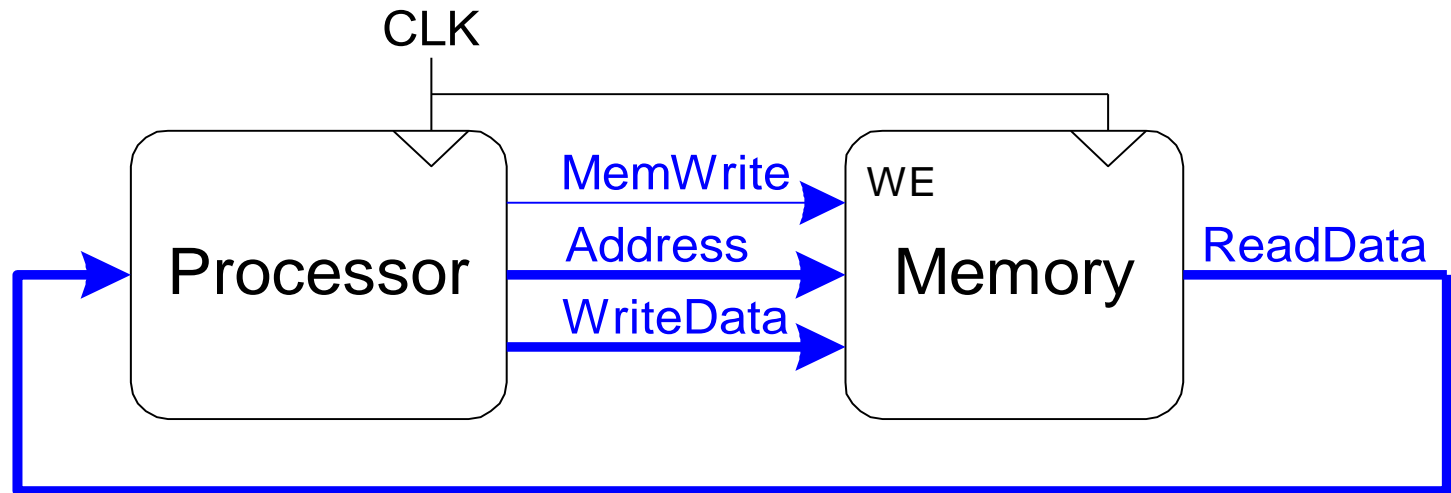 CLK
MemWrite
WE
Address
ReadData
Processor
Memory
WriteData